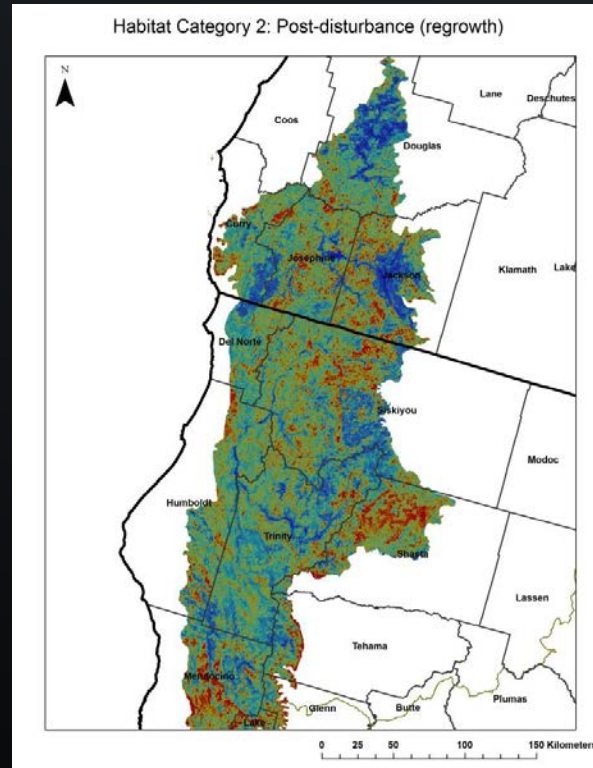 Habitat Category 2: Post-disturbance (regrowth)
N
Lane
Deschutes
Coos
Douglas
Curry
Josephine
Jackson
Klamath
Lake
Del Norte
Siskiyou
Modoc
Humboldt
Trinity
Shasta
Lassen
Tehama
Mendocino
Plumas
Glenn
Butte
Lake
0 25 50 100 150 Kilometers